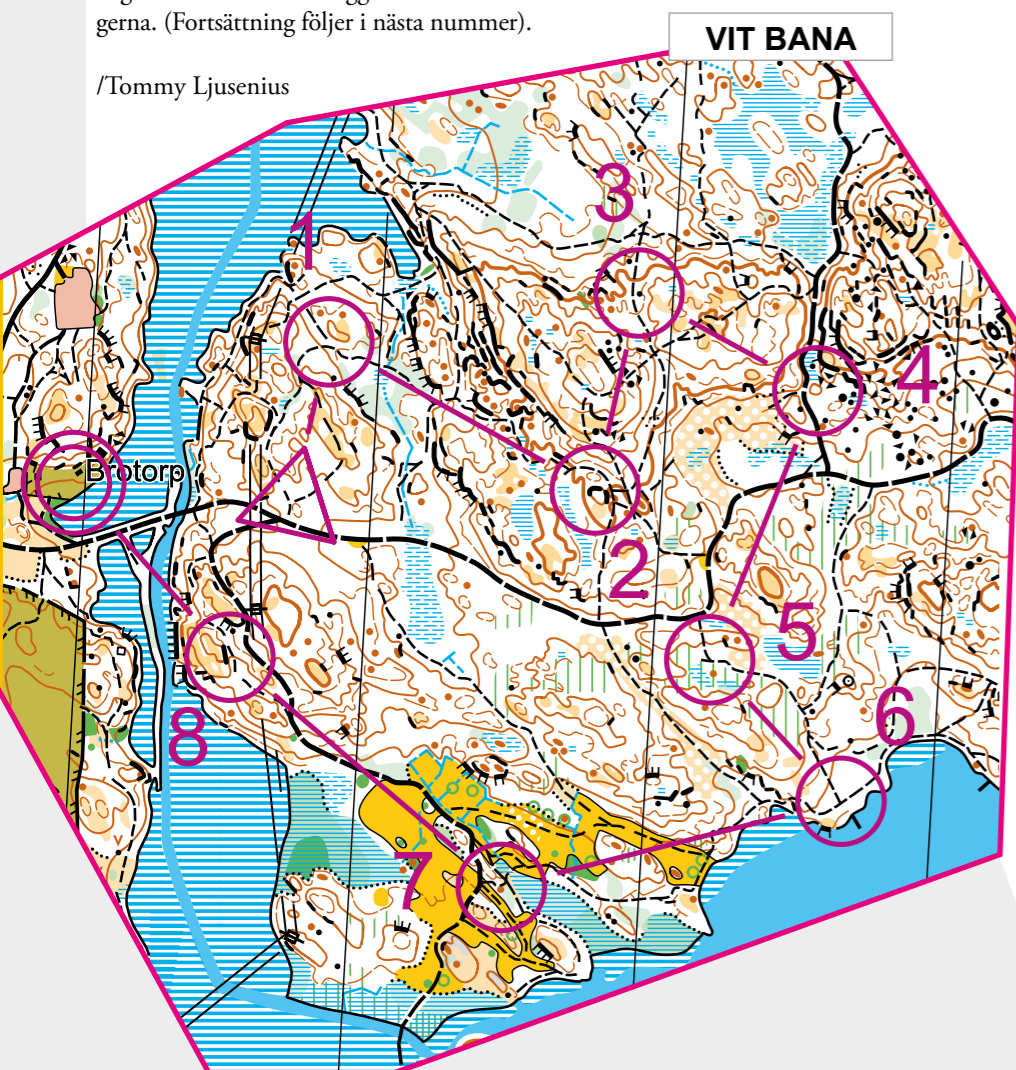 gerna. (Fortsättning följer i nästa nummer).
VIT BANA
/Tommy Ljusenius
3
1
4
Brotorp
2
5
6
8
7